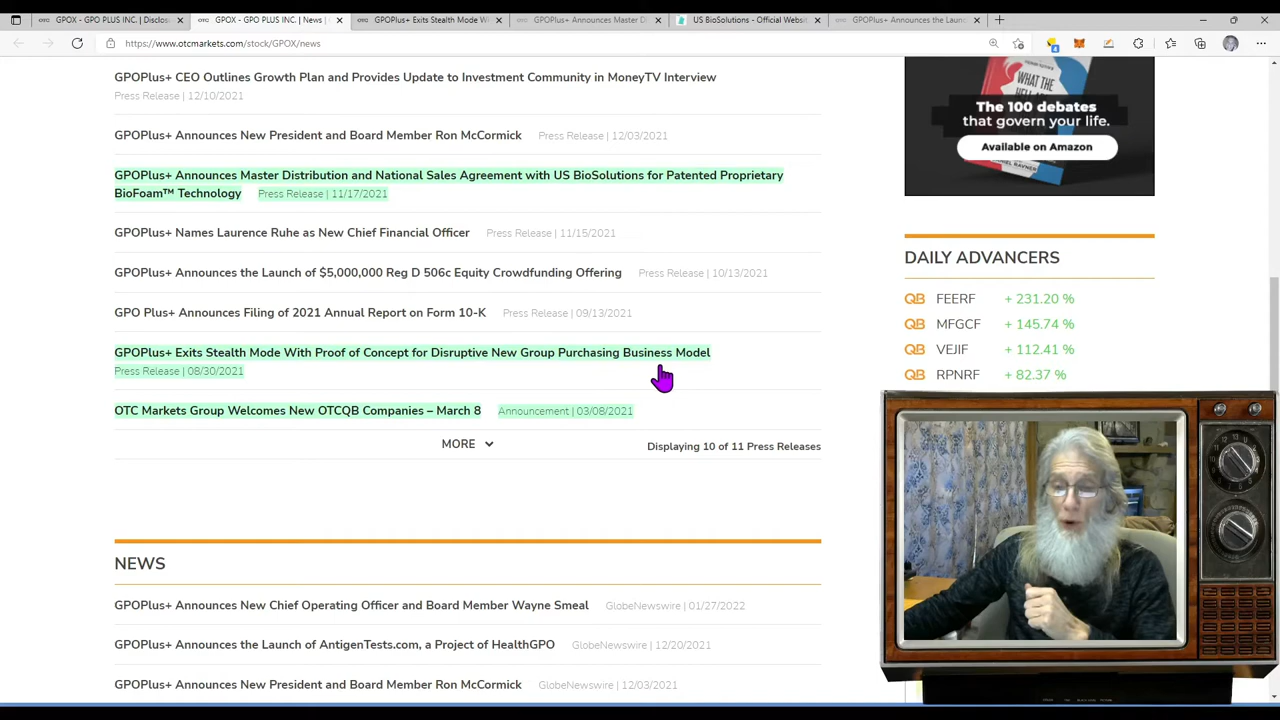 GPOX - GPO PLUS INC. | Disclos
GPOX - GPO PLUS INC. | News |
GPOPlus+ Exits Stealth Mode W
GPOPlus+ Announces Master D
US BioSolutions - Official Websi
GPOPlus+ Announces the Launc
https://www.otcmarkets.com/stock/GPOX/news
GPOPlus+ CEO Outlines Growth Plan and Provides Update to Investment Community in MoneyTV Interview
Press Release | 12/10/2021
GPOPlus+ Announces New President and Board Member Ron McCormick Press Release | 12/03/2021
GPOPlus+ Announces Master Distribution and National Sales Agreement with US BioSolutions for Patented Proprietary
BioFoam™ Technology Press Release | 11/17/2021
GPOPlus+ Names Laurence Ruhe as New Chief Financial Officer Press Release | 11/15/2021
GPOPlus+ Announces the Launch of $5,000,000 Reg D 506c Equity Crowdfunding Offering Press Release | 10/13/2021
GPO Plus+ Announces Filing of 2021 Annual Report on Form 10-K Press Release | 09/13/2021
GPOPlus+ Exits Stealth Mode With Proof of Concept for Disruptive New Group Purchasing Business Model
Press Release | 08/30/2021
OTC Markets Group Welcomes New OTCQB Companies – March 8 Announcement | 03/08/2021
MORE
Displaying 10 of 11 Press Releases
NEWS
GPOPlus+ Announces New Chief Operating Officer and Board Member Wayne Smeal GlobeNewswire | 01/27/2022
GPOPlus+ Announces the Launch of AntigenTests.com, a Project of HealthGPO GlobeNewswire | 12/20/2021
GPOPlus+ Announces New President and Board Member Ron McCormick GlobeNewswire | 12/03/2021
WHAT
THE
The 100 debates
that govern your life.
Available on Amazon
DAILY ADVANCERS
QB FEERF + 231.20 %
QB MFGCF + 145.74 %
QB VEJIF + 112.41 %
QB RPNRF + 82.37 %